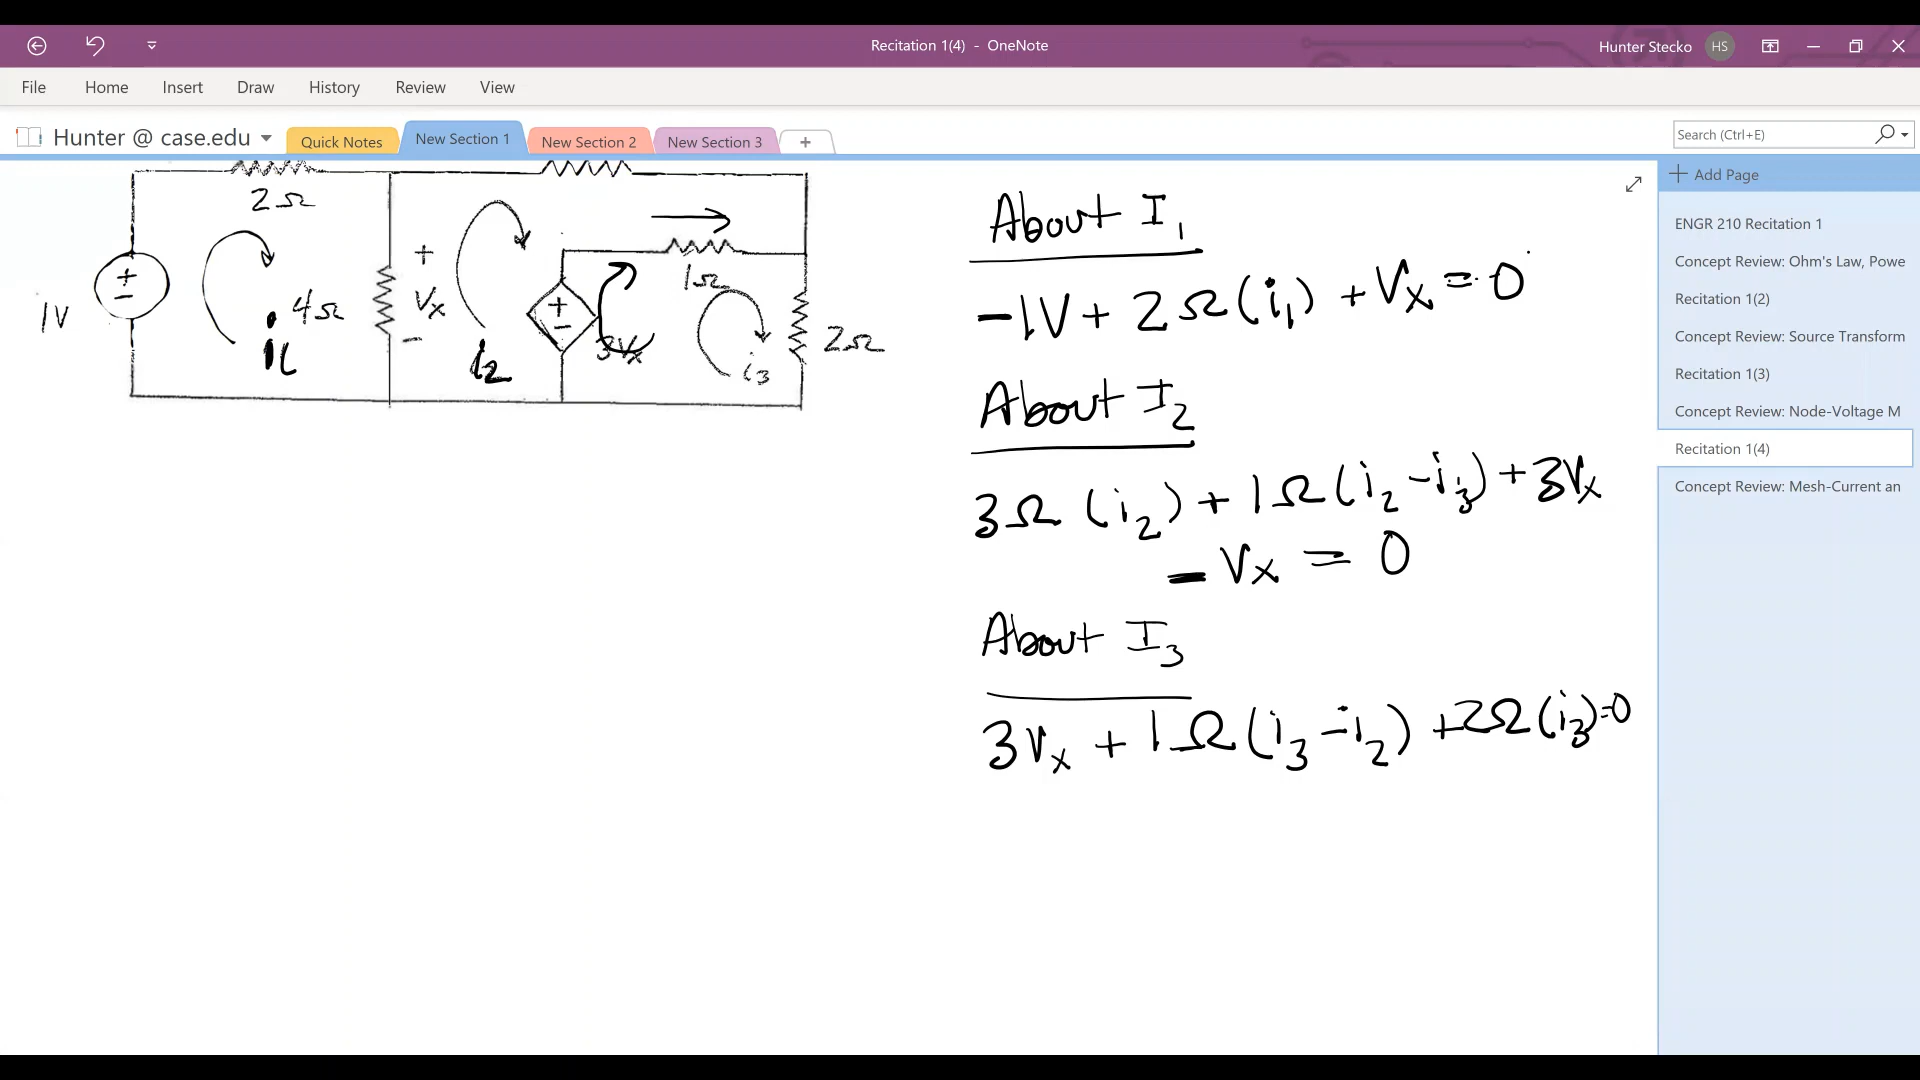 Recitation 1(4) - OneNote
Hunter Stecko
HS
File Home Insert Draw History Review View
Hunter @ case.edu
Quick Notes
New Section 1
New Section 2
New Section 3
+
Search (Ctrl+E)
Add Page
ENGR 210 Recitation 1
Concept Review: Ohm's Law, Powe
Recitation 1(2)
Concept Review: Source Transform
Recitation 1(3)
Concept Review: Node-Voltage M
Recitation 1(4)
Concept Review: Mesh-Current an
2Ω
1V
+
-
4Ω
+
Vx
-
i2
+
-
3Vx
1Ω
i3
2Ω
About I1
-1V + 2Ω(i1) + Vx = 0
About I2
3Ω (i2) + 1Ω(i2 - i3) + 3Vx
- Vx = 0
About I3
3Vx + 1Ω(i3 - i2) + 2Ω(i3) = 0